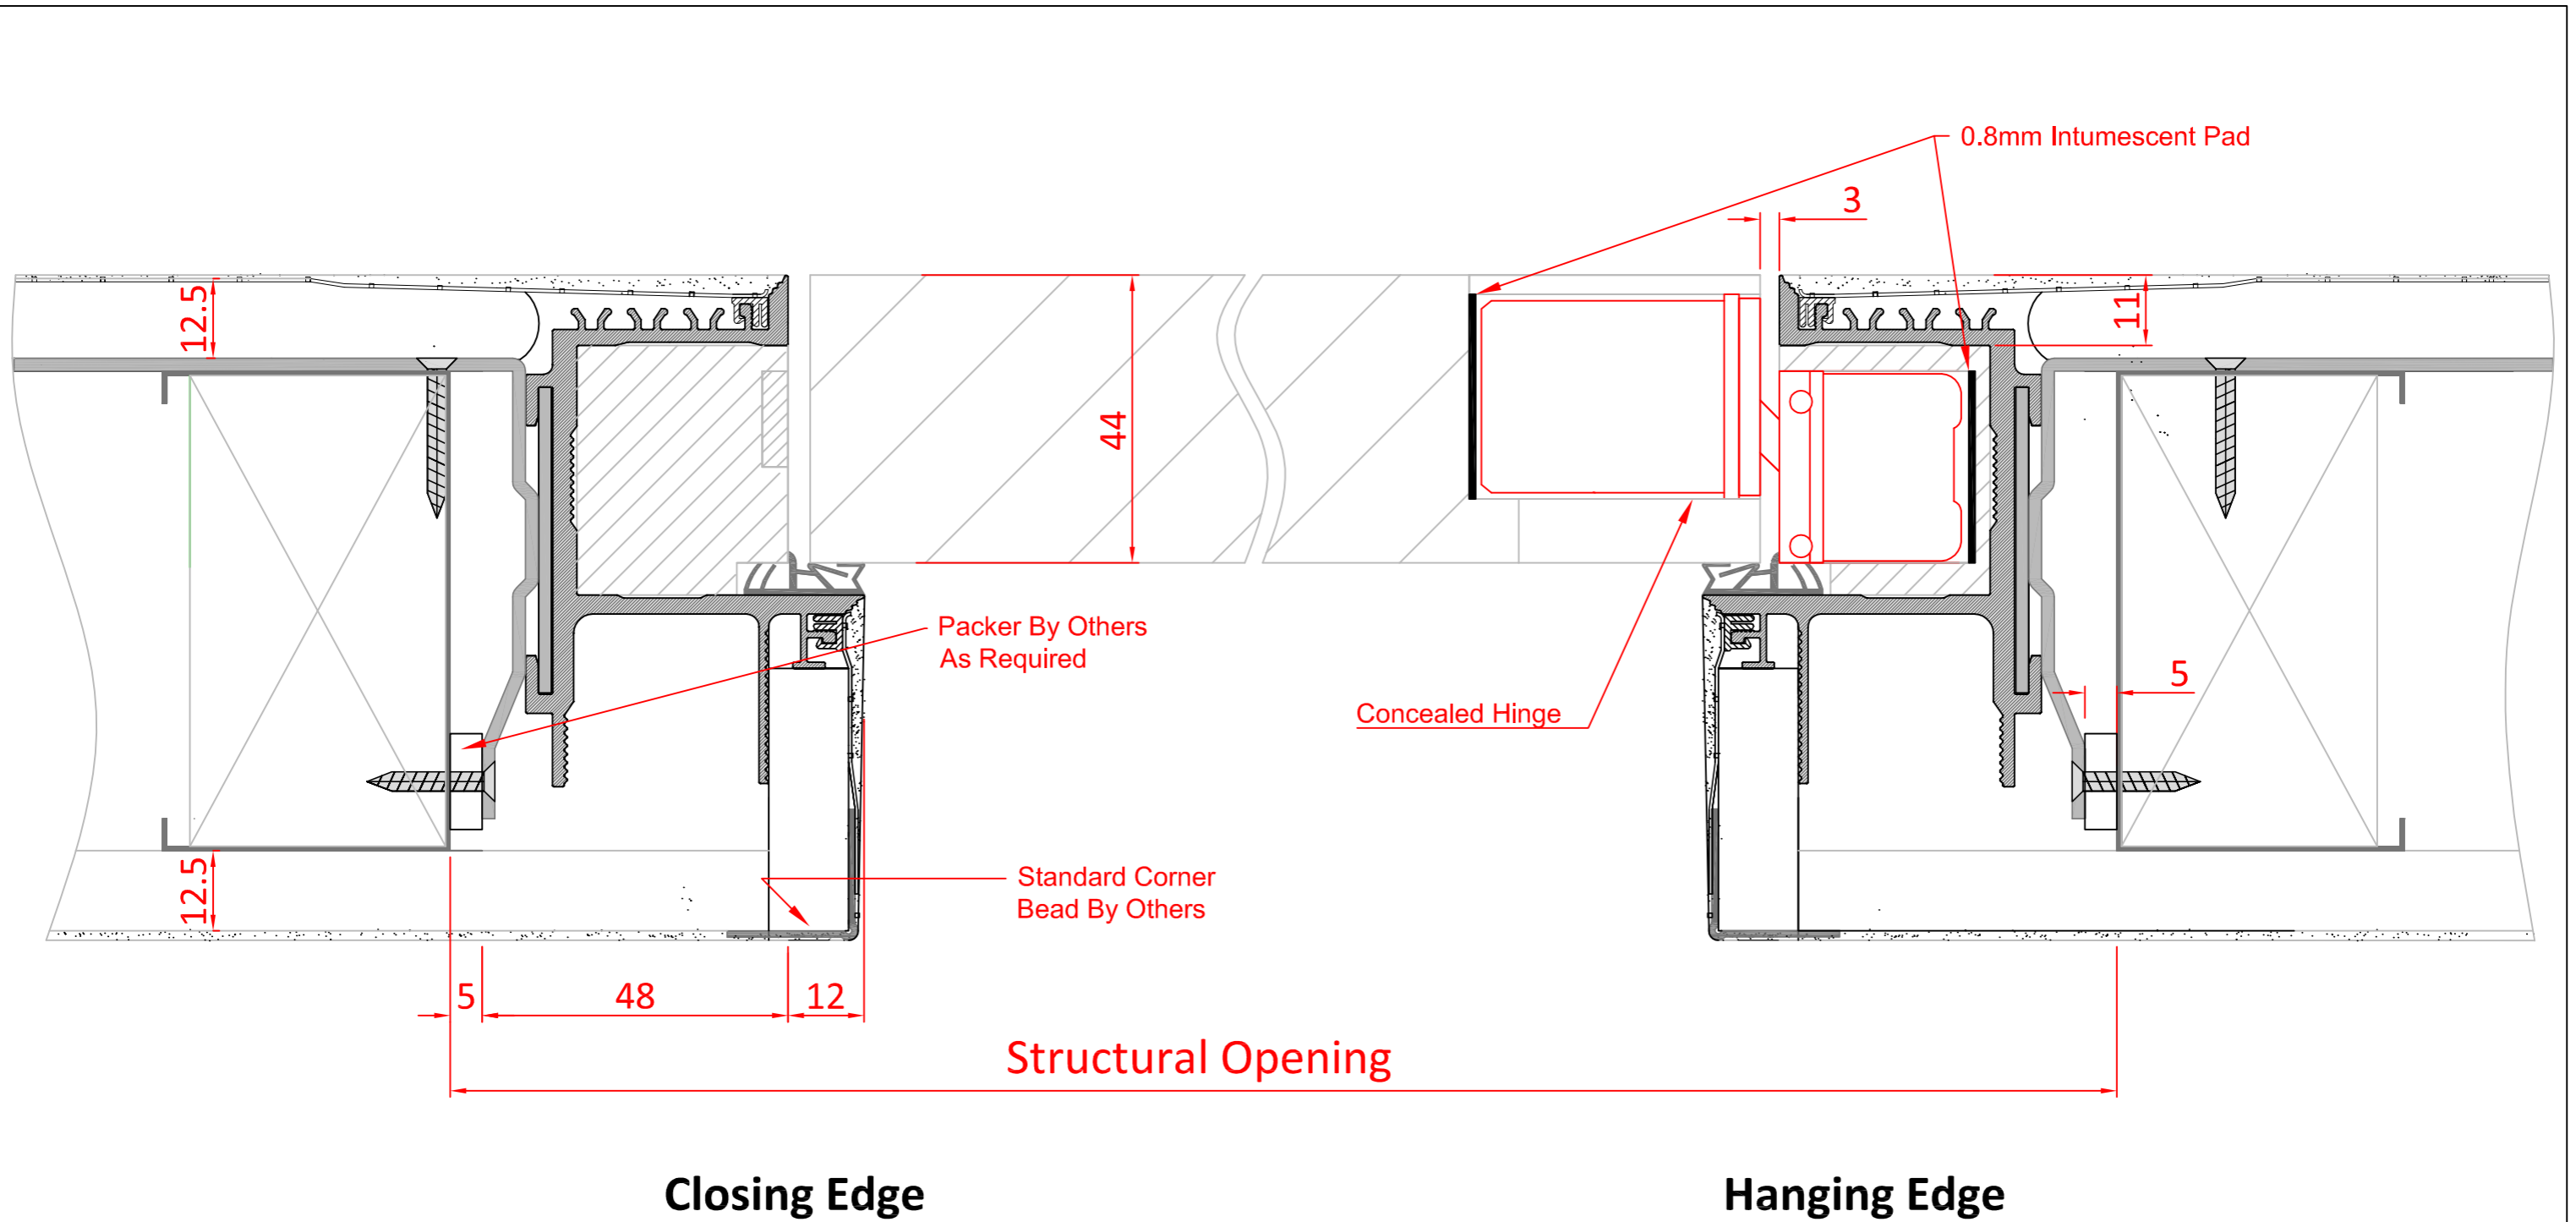 0.8mm Intumescent Pad
3
12.5
11
44
Packer By Others
As Required
5
Concealed Hinge
12.5
Standard Corner
Bead By Others
5
48
12
Structural Opening
Closing Edge
Hanging Edge